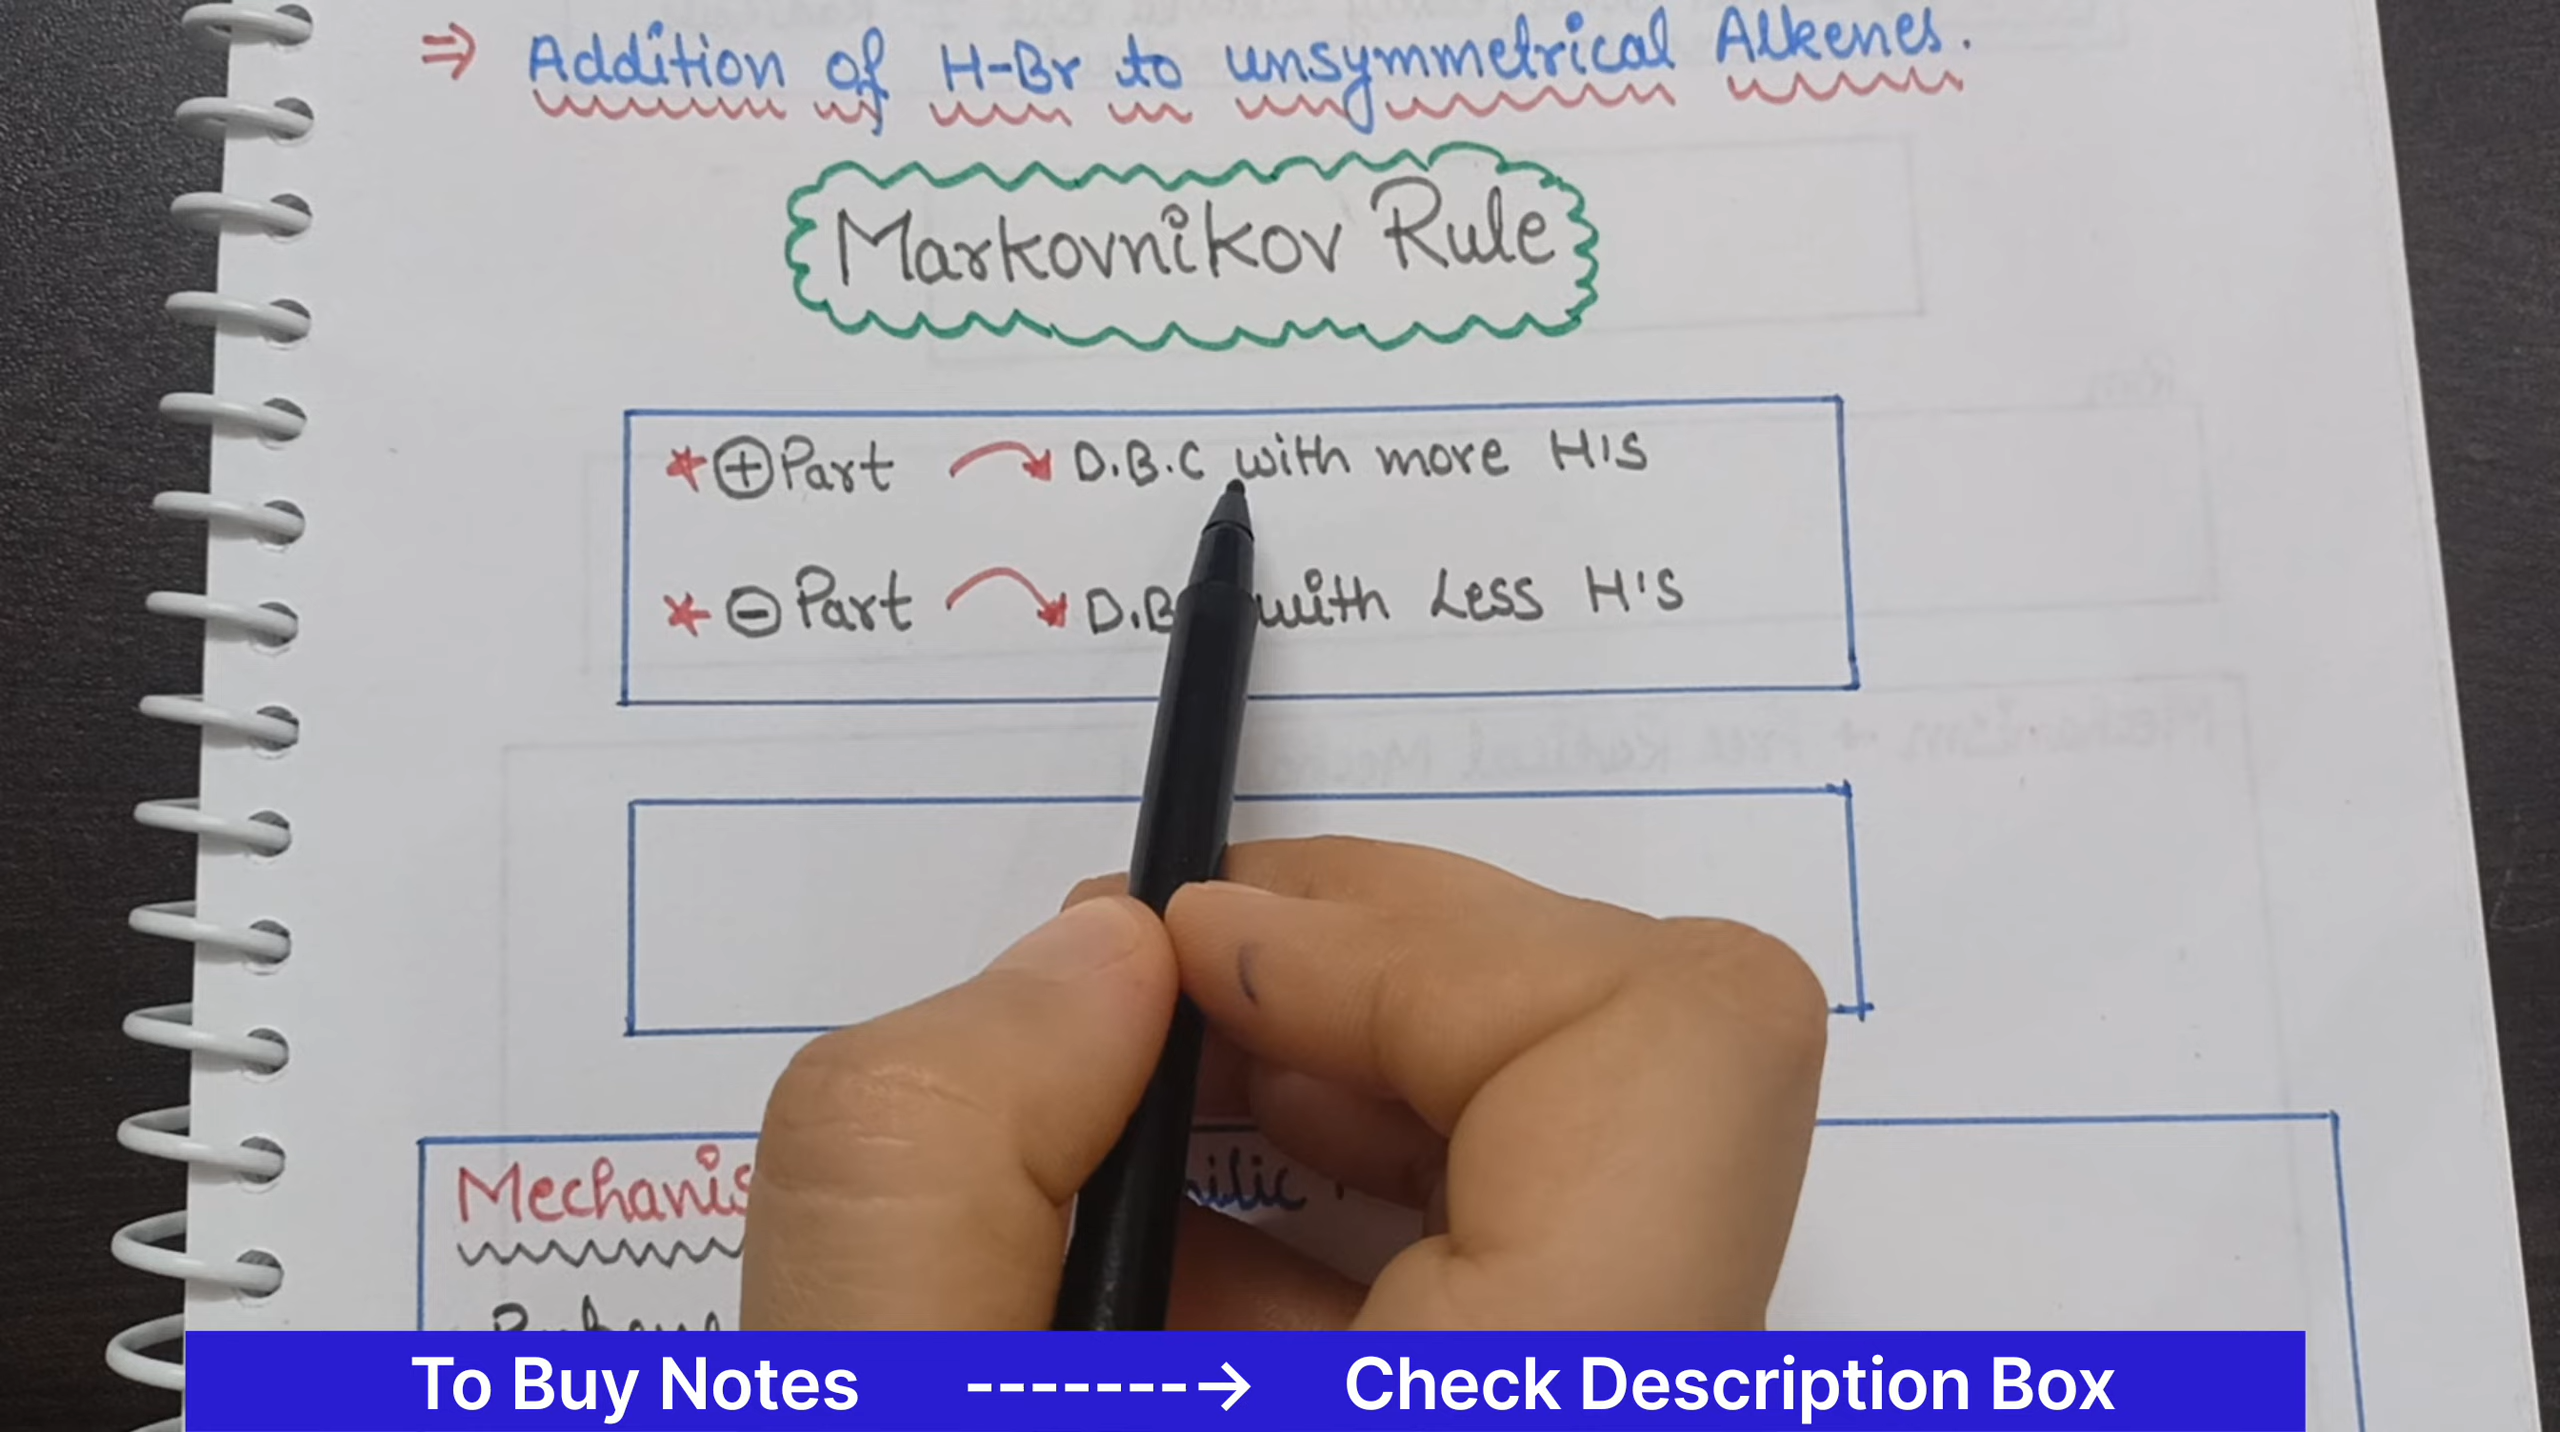 ⇒ Addition of H-Br to unsymmetrical Alkenes.
Markovnikov Rule
* ⊕ Part → D.B.C with more H's
* ⊖ Part → D.B with Less H's
To Buy Notes -------→ Check Description Box